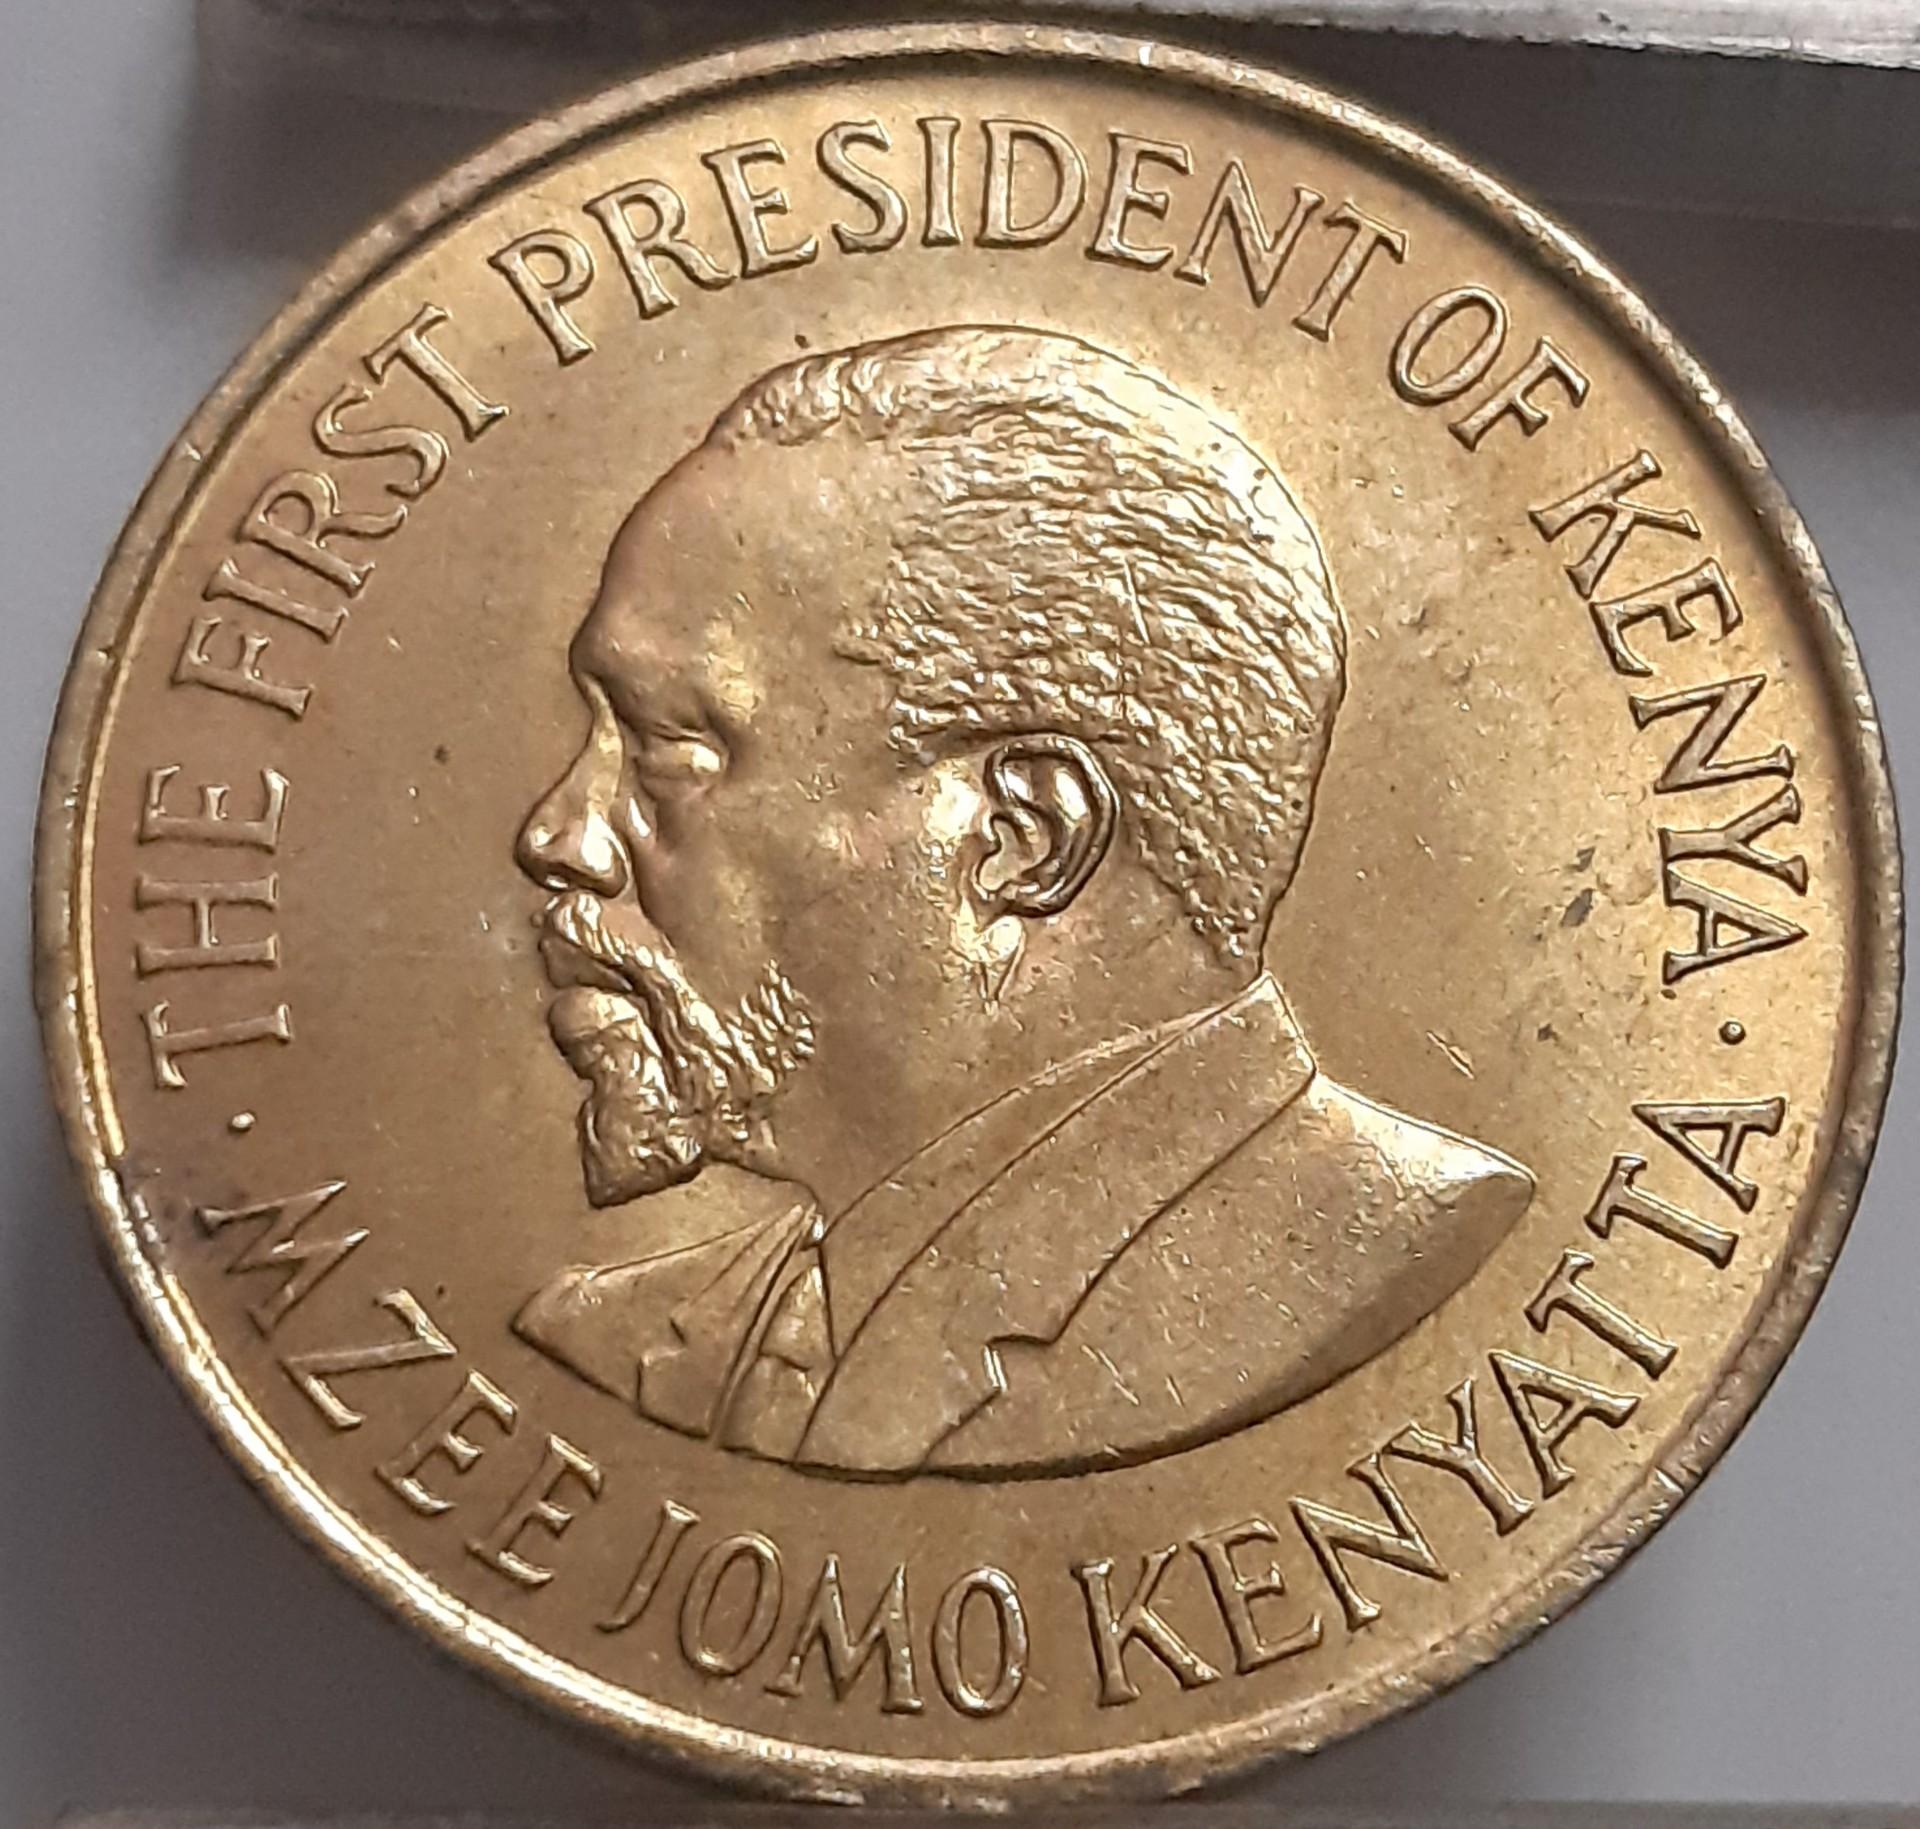 · THE FIRST PRESIDENT OF KENYA ·
MZEE JOMO KENYATTA